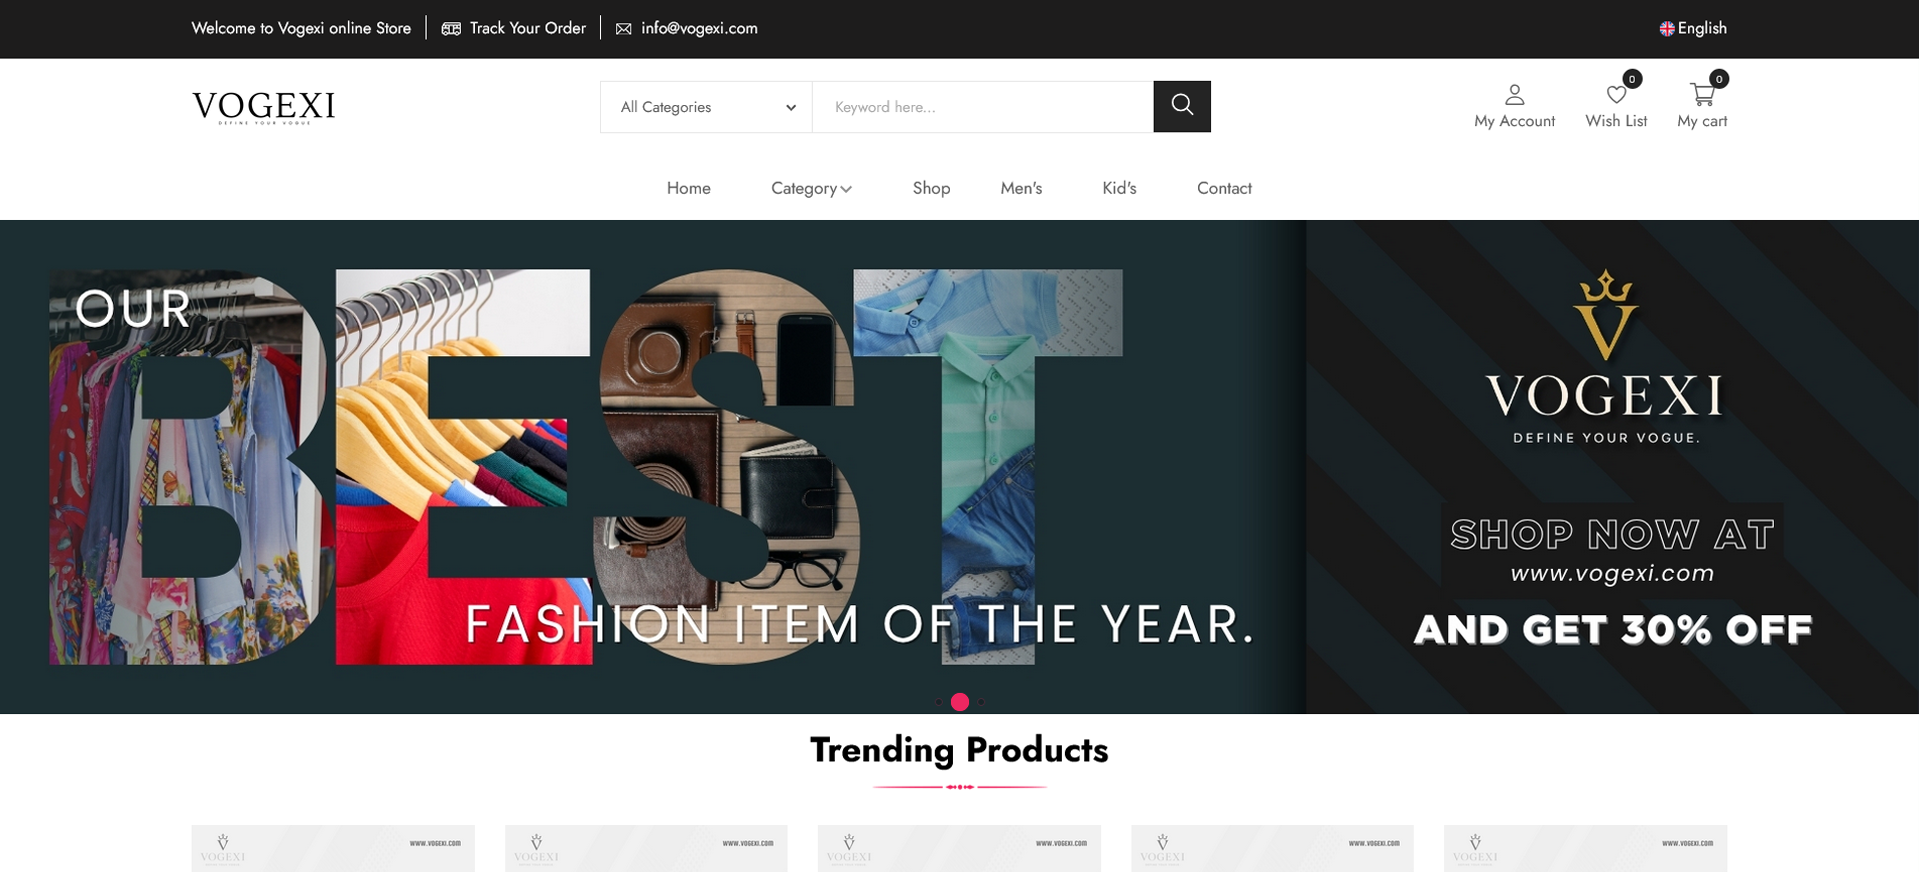 Welcome to Vogexi online Store
Track Your Order
info@vogexi.com
English
VOGEXI
DEFINE YOUR VOGUE
All Categories
Keyword here...
0
My Account
0
Wish List
My cart
Home
Category
Shop
Men's
Kid's
Contact
OUR
BEST
FASHION ITEM OF THE YEAR.
VOGEXI
DEFINE YOUR VOGUE.
SHOP NOW AT
www.vogexi.com
AND GET 30% OFF
Trending Products
VOGEXI
WWW.VOGEXI.COM
VOGEXI
WWW.VOGEXI.COM
VOGEXI
WWW.VOGEXI.COM
VOGEXI
WWW.VOGEXI.COM
VOGEXI
WWW.VOGEXI.COM